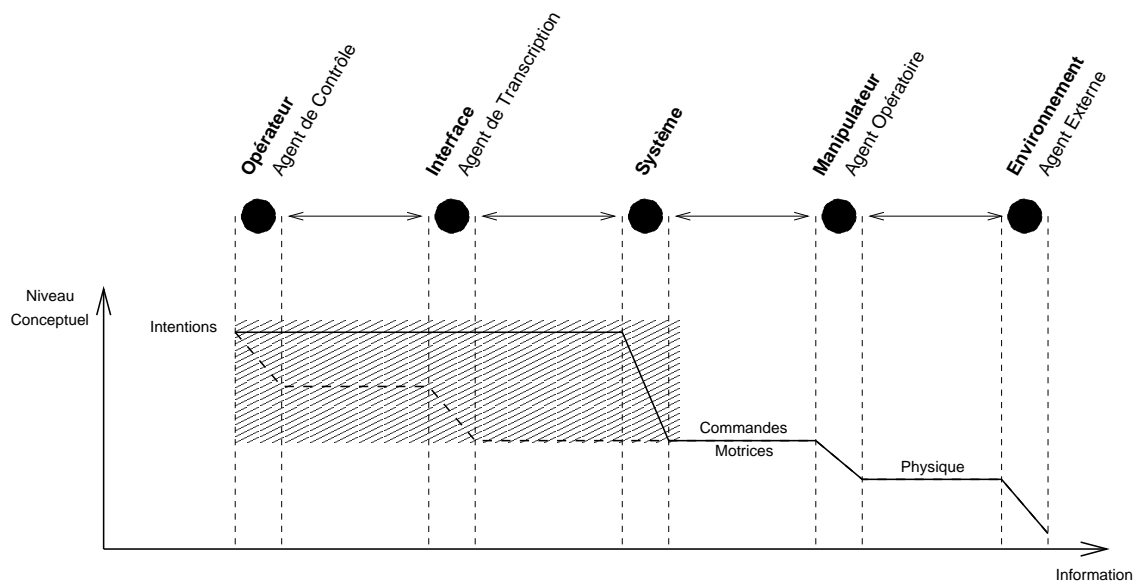 Opérateur
Agent de Contrôle
Interface
Agent de Transcription
Système
Manipulateur
Agent Opératoire
Environnement
Agent Externe
Niveau
Conceptuel
Intentions
Commandes
Motrices
Physique
Information